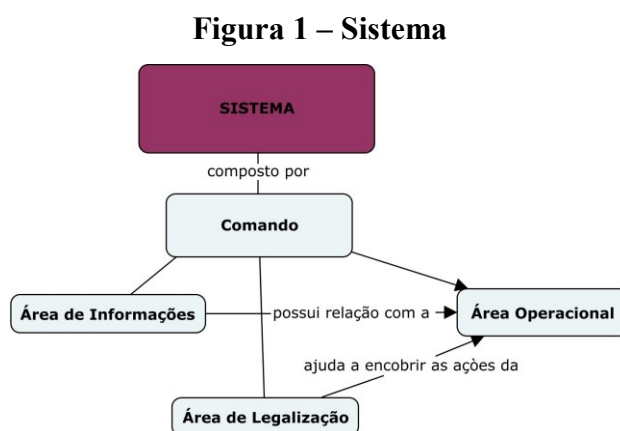 Figura 1 – Sistema
SISTEMA
composto por
Comando
Área de Informações
possui relação com a
Área Operacional
ajuda a encobrir as açòes da
Área de Legalização